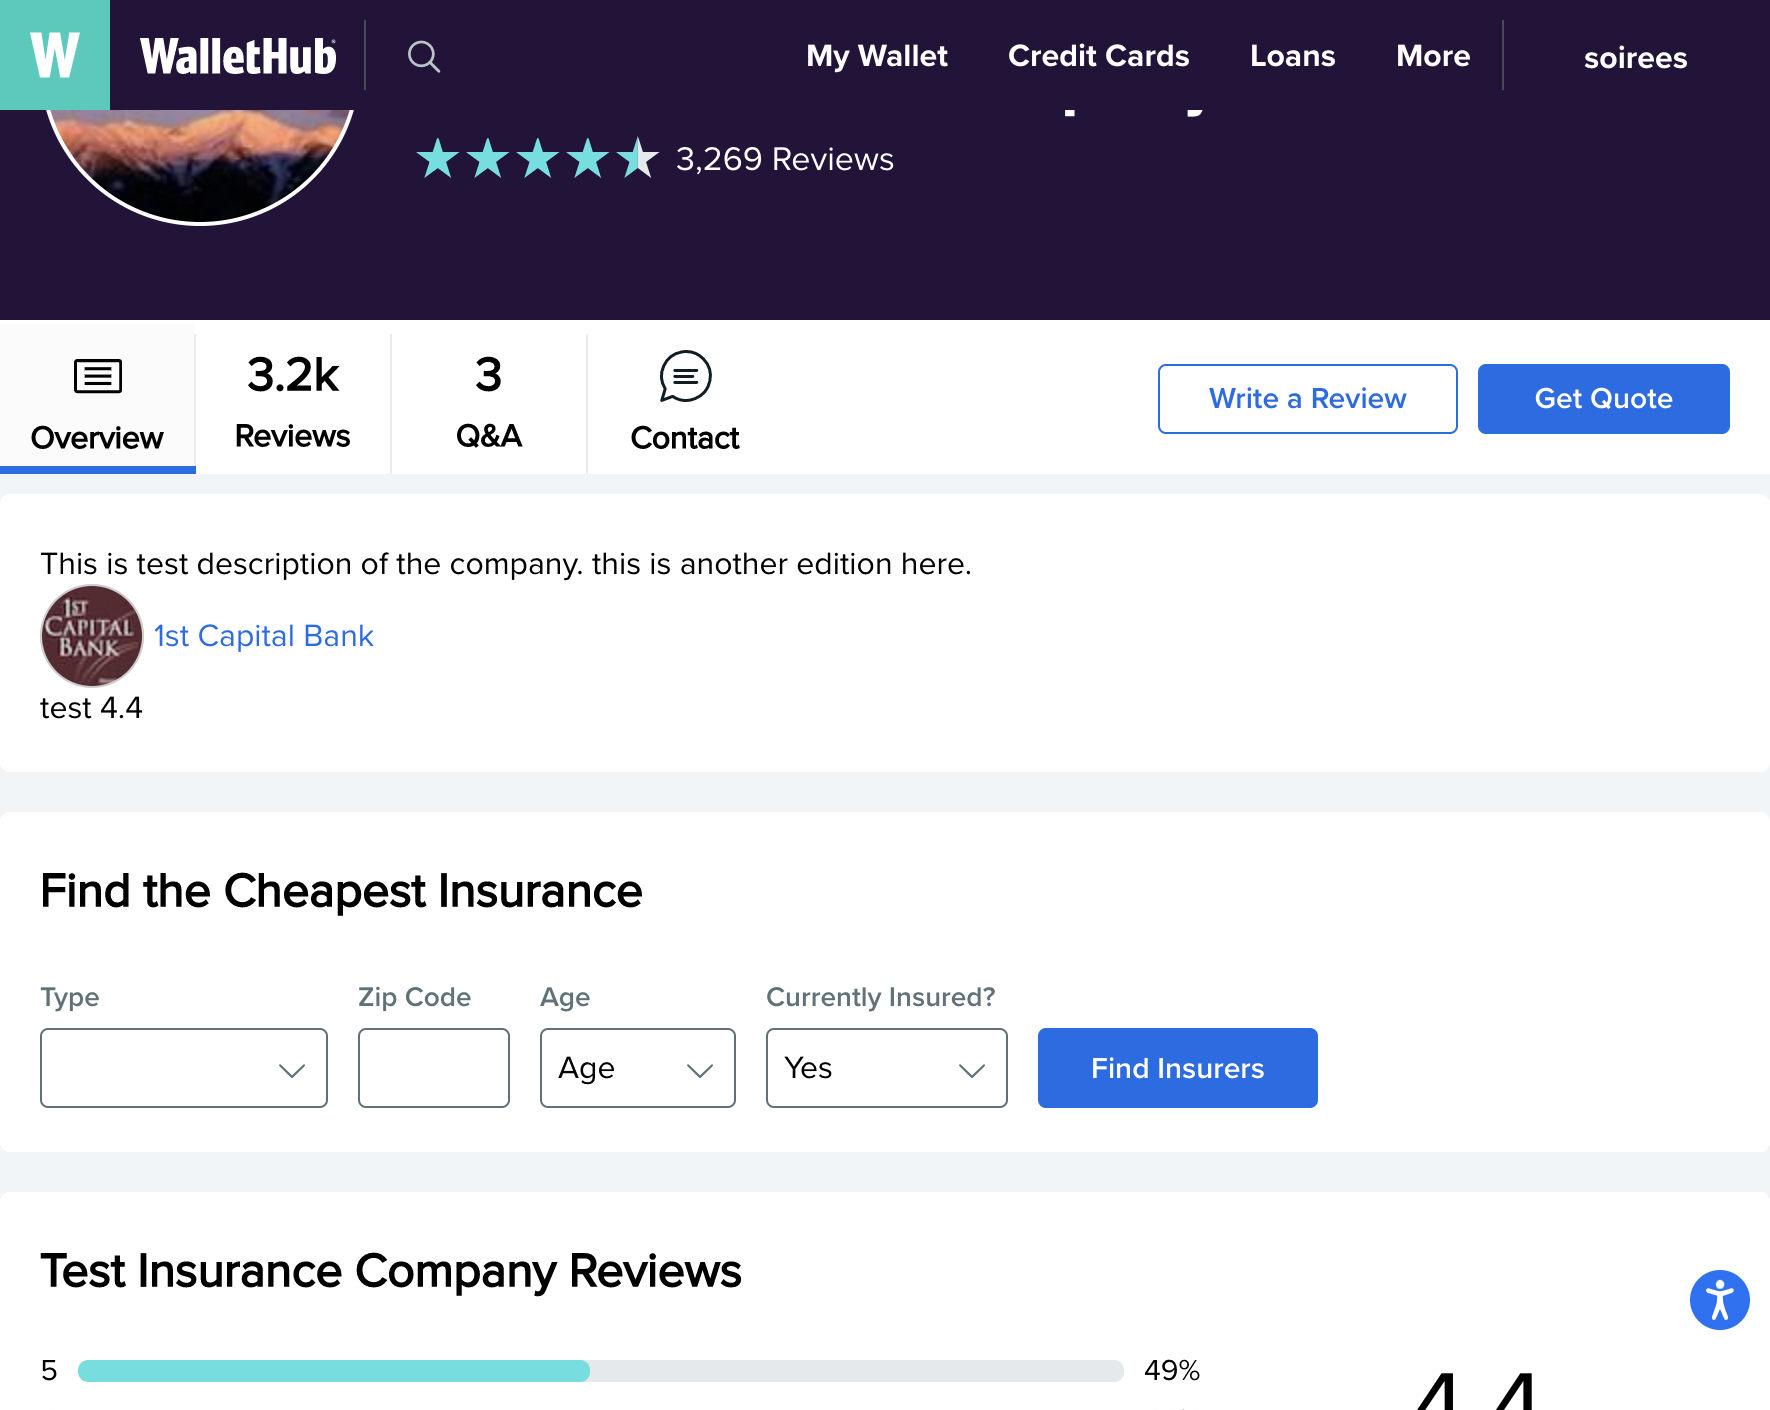 W WalletHub My Wallet Credit Cards Loans More soirees
3,269 Reviews
Overview
3.2k
Reviews
3
Q&A
Contact
Write a Review
Get Quote
This is test description of the company. this is another edition here.
1ST
CAPITAL
BANK
1st Capital Bank
test 4.4
Find the Cheapest Insurance
Type
Zip Code
Age
Currently Insured?
Age
Yes
Find Insurers
Test Insurance Company Reviews
5 49%
4.4